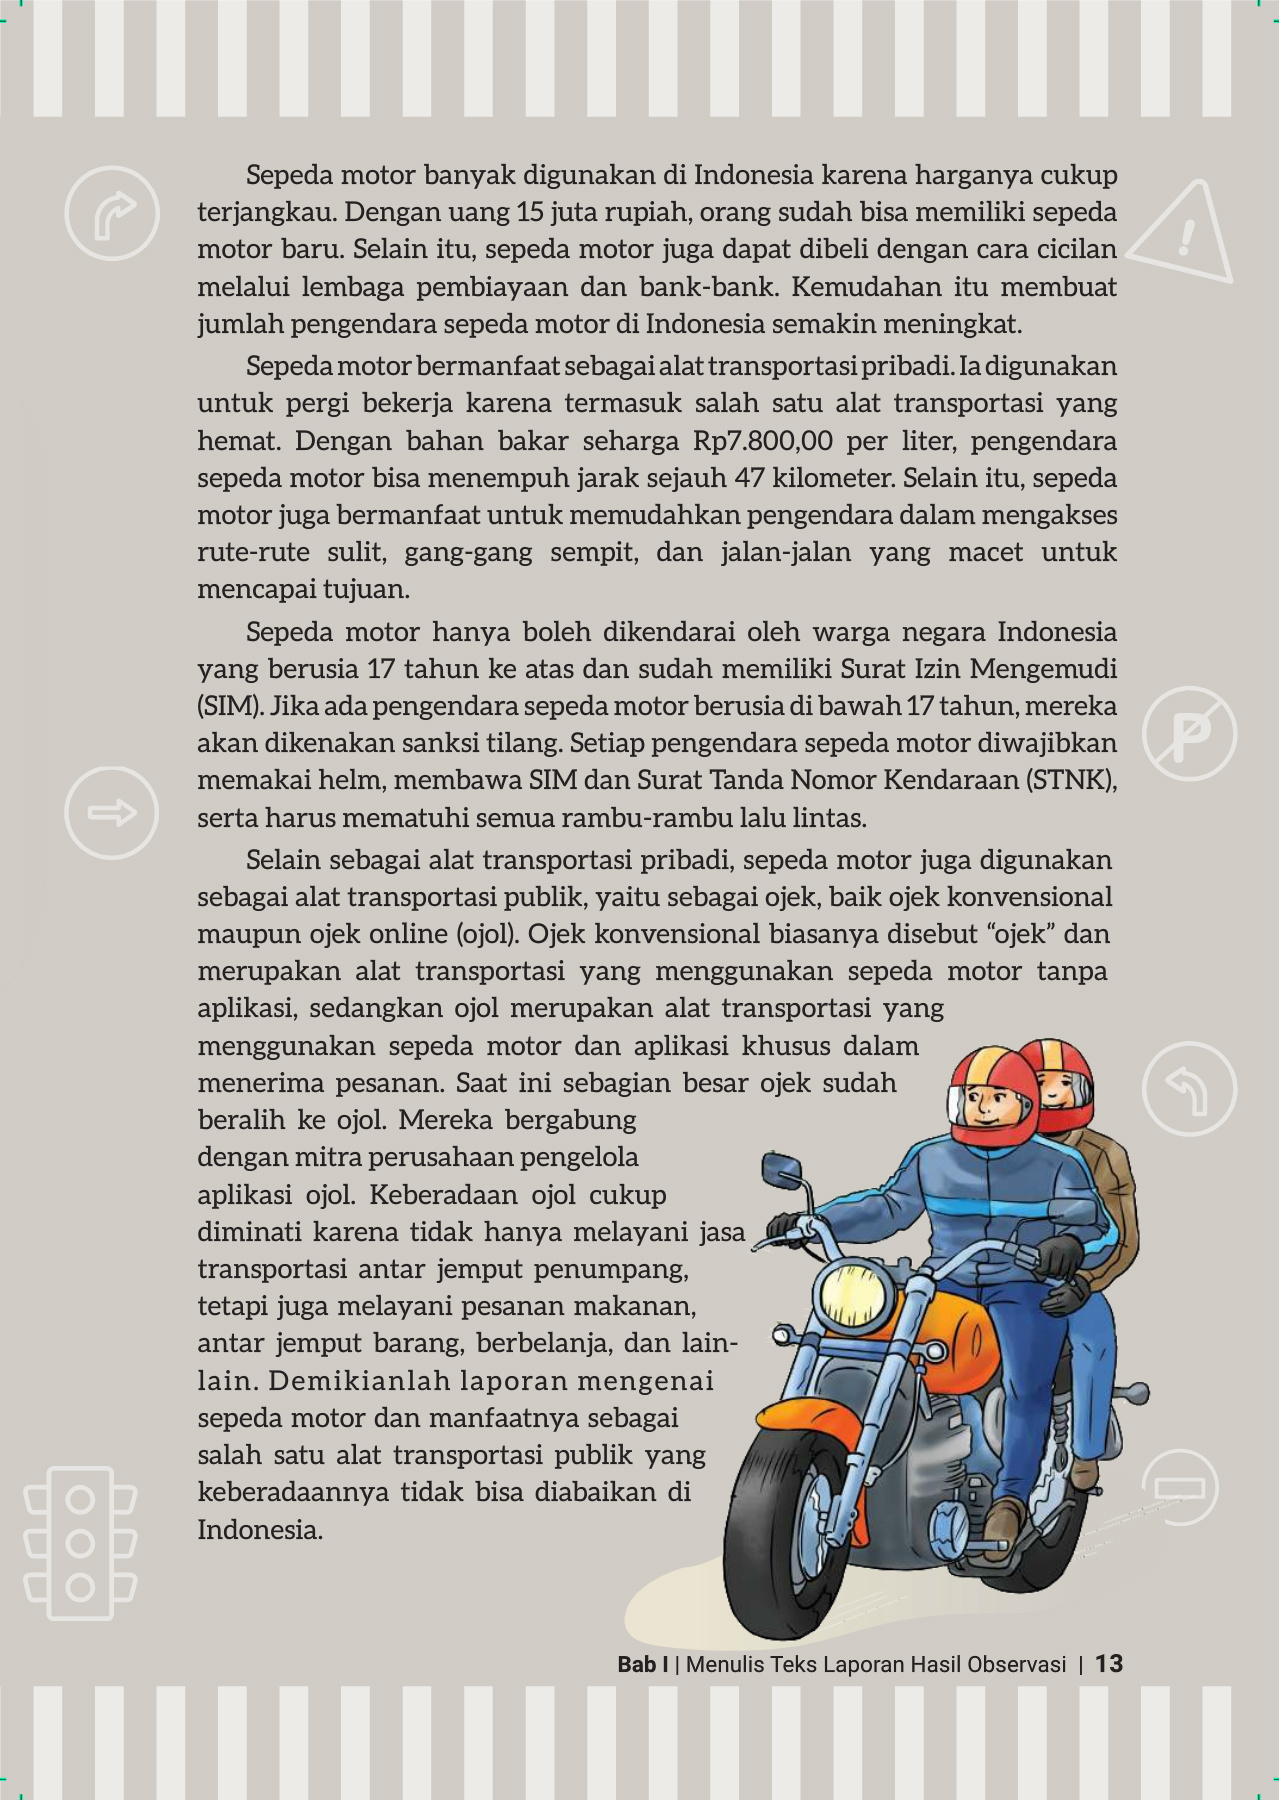 Sepeda motor banyak digunakan di Indonesia karena harganya cukup
terjangkau. Dengan uang 15 juta rupiah, orang sudah bisa memiliki sepeda
motor baru. Selain itu, sepeda motor juga dapat dibeli dengan cara cicilan
melalui lembaga pembiayaan dan bank-bank. Kemudahan itu membuat
jumlah pengendara sepeda motor di Indonesia semakin meningkat.
Sepeda motor bermanfaat sebagai alat transportasi pribadi. Ia digunakan
untuk pergi bekerja karena termasuk salah satu alat transportasi yang
hemat. Dengan bahan bakar seharga Rp7.800,00 per liter, pengendara
sepeda motor bisa menempuh jarak sejauh 47 kilometer. Selain itu, sepeda
motor juga bermanfaat untuk memudahkan pengendara dalam mengakses
rute-rute sulit, gang-gang sempit, dan jalan-jalan yang macet untuk
mencapai tujuan.
Sepeda motor hanya boleh dikendarai oleh warga negara Indonesia
yang berusia 17 tahun ke atas dan sudah memiliki Surat Izin Mengemudi
(SIM). Jika ada pengendara sepeda motor berusia di bawah 17 tahun, mereka
akan dikenakan sanksi tilang. Setiap pengendara sepeda motor diwajibkan
memakai helm, membawa SIM dan Surat Tanda Nomor Kendaraan (STNK),
serta harus mematuhi semua rambu-rambu lalu lintas.
Selain sebagai alat transportasi pribadi, sepeda motor juga digunakan
sebagai alat transportasi publik, yaitu sebagai ojek, baik ojek konvensional
maupun ojek online (ojol). Ojek konvensional biasanya disebut “ojek” dan
merupakan alat transportasi yang menggunakan sepeda motor tanpa
aplikasi, sedangkan ojol merupakan alat transportasi yang
menggunakan sepeda motor dan aplikasi khusus dalam
menerima pesanan. Saat ini sebagian besar ojek sudah
beralih ke ojol. Mereka bergabung
dengan mitra perusahaan pengelola
aplikasi ojol. Keberadaan ojol cukup
diminati karena tidak hanya melayani jasa
transportasi antar jemput penumpang,
tetapi juga melayani pesanan makanan,
antar jemput barang, berbelanja, dan lain-
lain. Demikianlah laporan mengenai
sepeda motor dan manfaatnya sebagai
salah satu alat transportasi publik yang
keberadaannya tidak bisa diabaikan di
Indonesia.
P
Bab I | Menulis Teks Laporan Hasil Observasi | 13